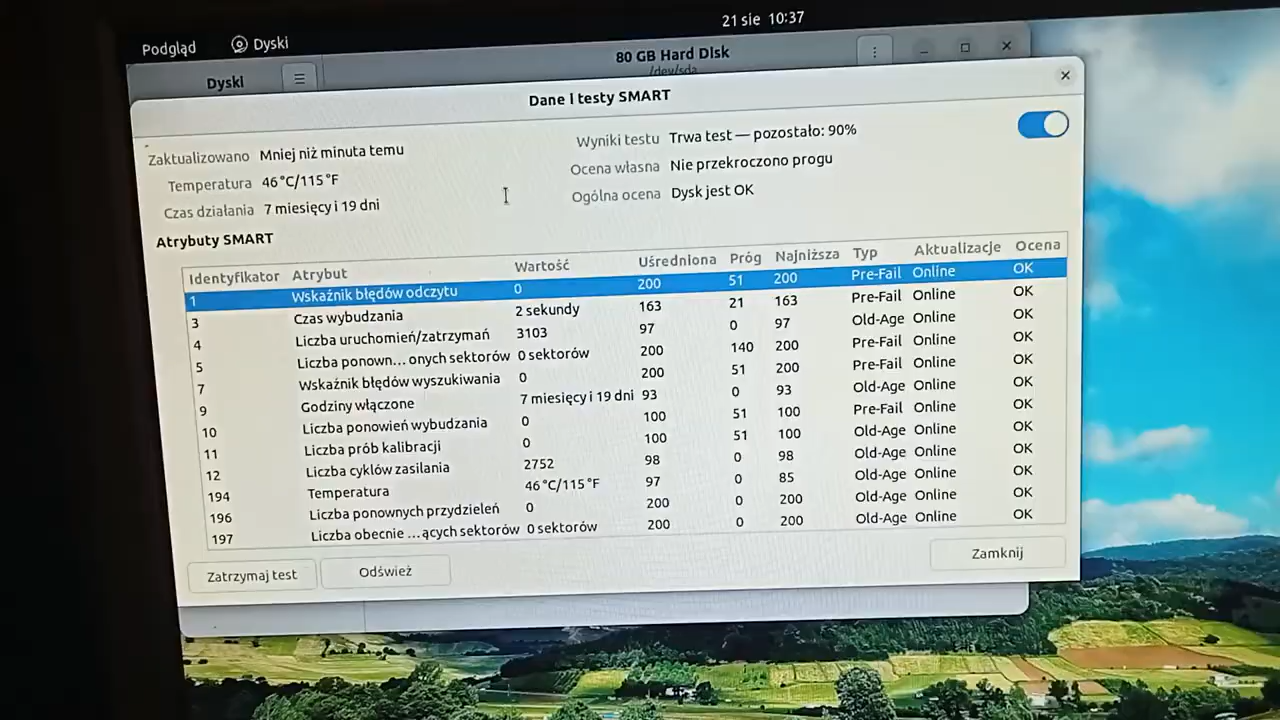 Podgląd Dyski 21 sie 10:37
Dyski 80 GB Hard Disk
/dev/sda
Dane i testy SMART
Zaktualizowano Mniej niż minuta temu
Temperatura 46°C/115°F
Czas działania 7 miesięcy i 19 dni
Wyniki testu Trwa test — pozostało: 90%
Ocena własna Nie przekroczono progu
Ogólna ocena Dysk jest OK
Atrybuty SMART
Identyfikator Atrybut Wartość Uśredniona Próg Najniższa Typ Aktualizacje Ocena
1 Wskaźnik błędów odczytu 0 200 51 200 Pre-Fail Online OK
3 Czas wybudzania 2 sekundy 163 21 163 Pre-Fail Online OK
4 Liczba uruchomień/zatrzymań 3103 97 0 97 Old-Age Online OK
5 Liczba ponown…onych sektorów 0 sektorów 200 140 200 Pre-Fail Online OK
7 Wskaźnik błędów wyszukiwania 0 200 51 200 Pre-Fail Online OK
9 Godziny włączone 7 miesięcy i 19 dni 93 0 93 Old-Age Online OK
10 Liczba ponowień wybudzania 0 100 51 100 Pre-Fail Online OK
11 Liczba prób kalibracji 0 100 51 100 Old-Age Online OK
12 Liczba cyklów zasilania 2752 98 0 98 Old-Age Online OK
194 Temperatura 46°C/115°F 97 0 85 Old-Age Online OK
196 Liczba ponownych przydzieleń 0 200 0 200 Old-Age Online OK
197 Liczba obecnie …ących sektorów 0 sektorów 200 0 200 Old-Age Online OK
Zatrzymaj test Odśwież Zamknij